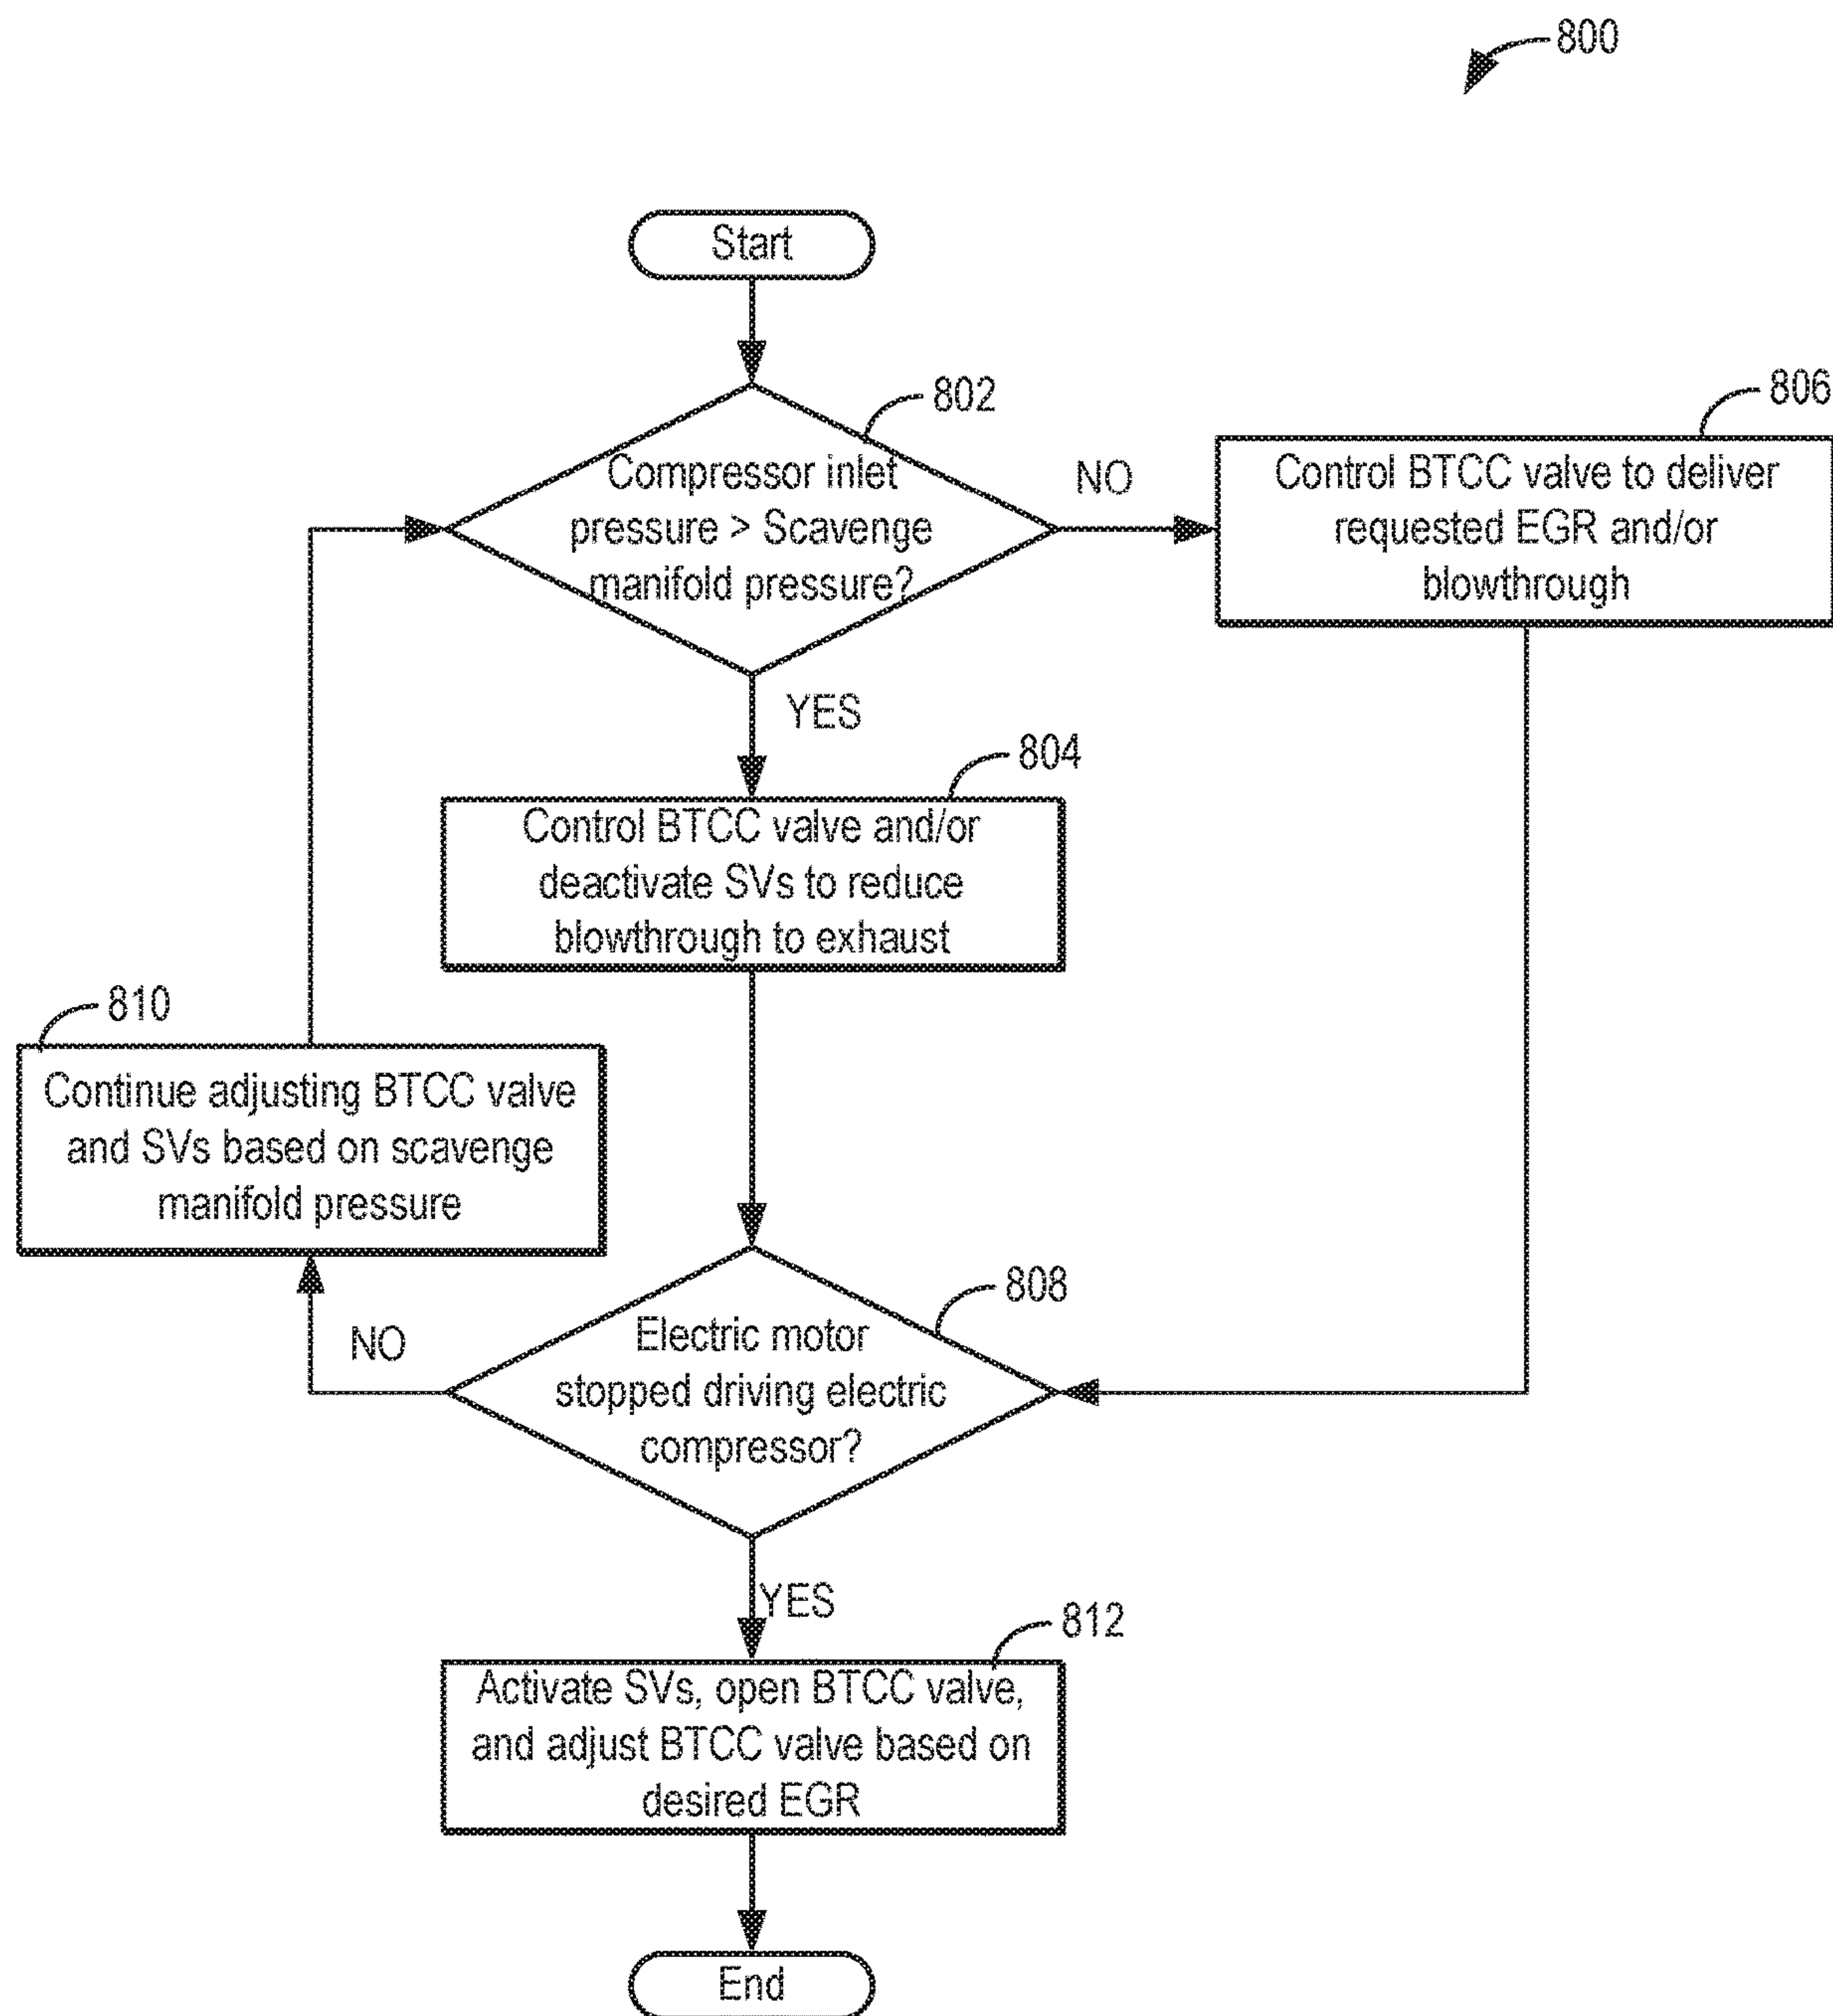 800
Start
802
Compressor inlet
pressure > Scavenge
manifold pressure?
NO
806
Control BTCC valve to deliver
requested EGR and/or
blowthrough
YES
804
Control BTCC valve and/or
deactivate SVs to reduce
blowthrough to exhaust
810
Continue adjusting BTCC valve
and SVs based on scavenge
manifold pressure
808
Electric motor
stopped driving electric
compressor?
NO
YES
812
Activate SVs, open BTCC valve,
and adjust BTCC valve based on
desired EGR
End